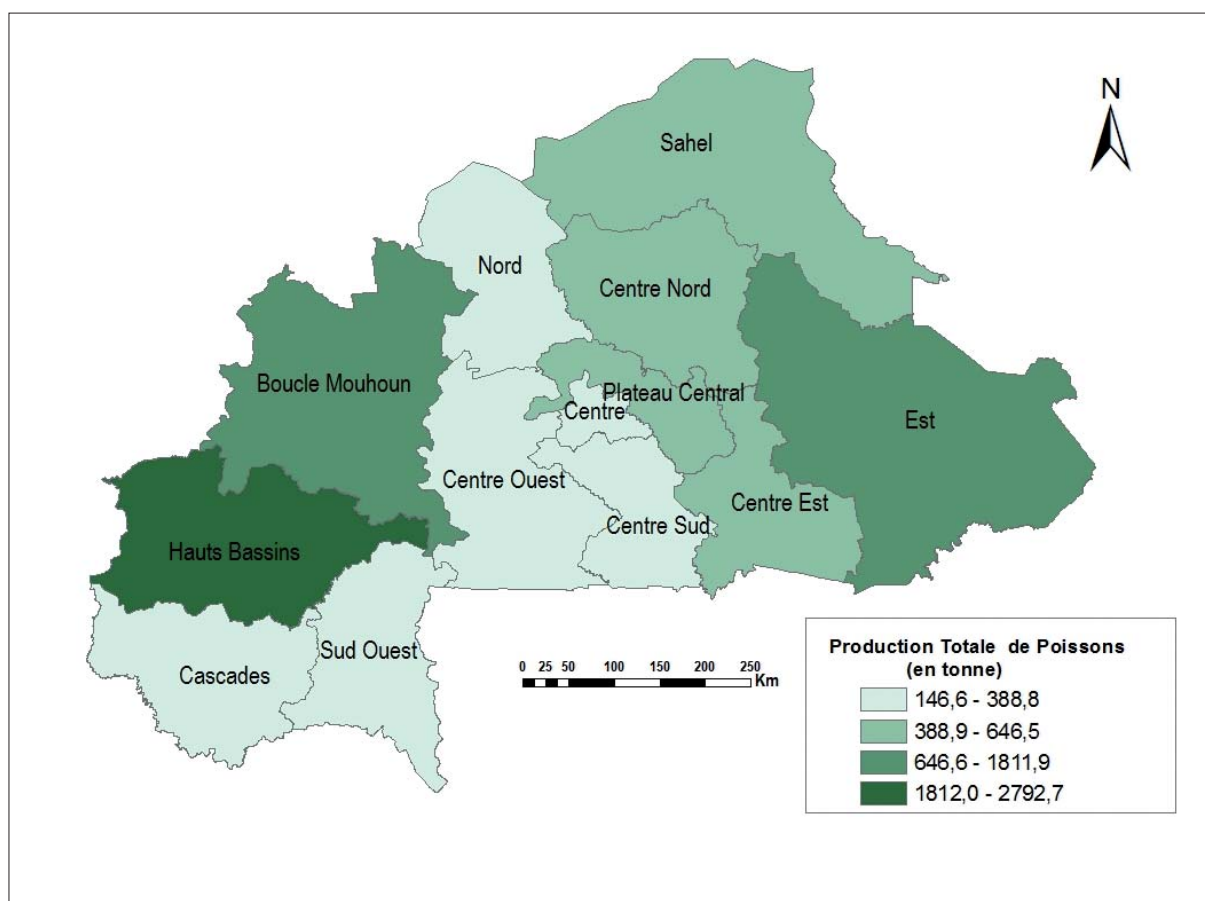 N
Sahel
Nord
Centre Nord
Boucle Mouhoun
Plateau Central
Centre
Est
Centre Ouest
Centre Est
Centre Sud
Hauts Bassins
Sud Ouest
Cascades
0 25 50 100 150 200 250
Km
Production Totale de Poissons
(en tonne)
146,6 - 388,8
388,9 - 646,5
646,6 - 1811,9
1812,0 - 2792,7